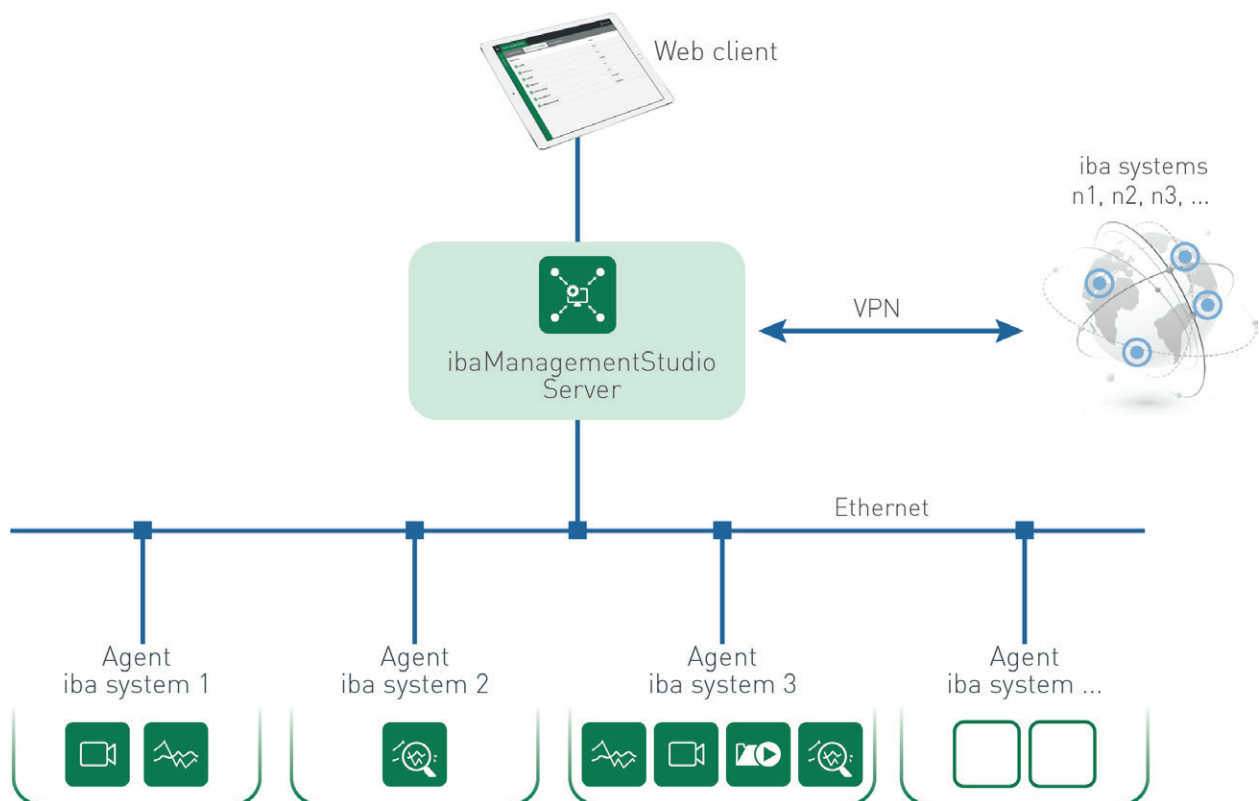 Web client
iba systems
n1, n2, n3, ...
VPN
ibaManagementStudio
Server
Ethernet
Agent
iba system 1
Agent
iba system 2
Agent
iba system 3
Agent
iba system ...